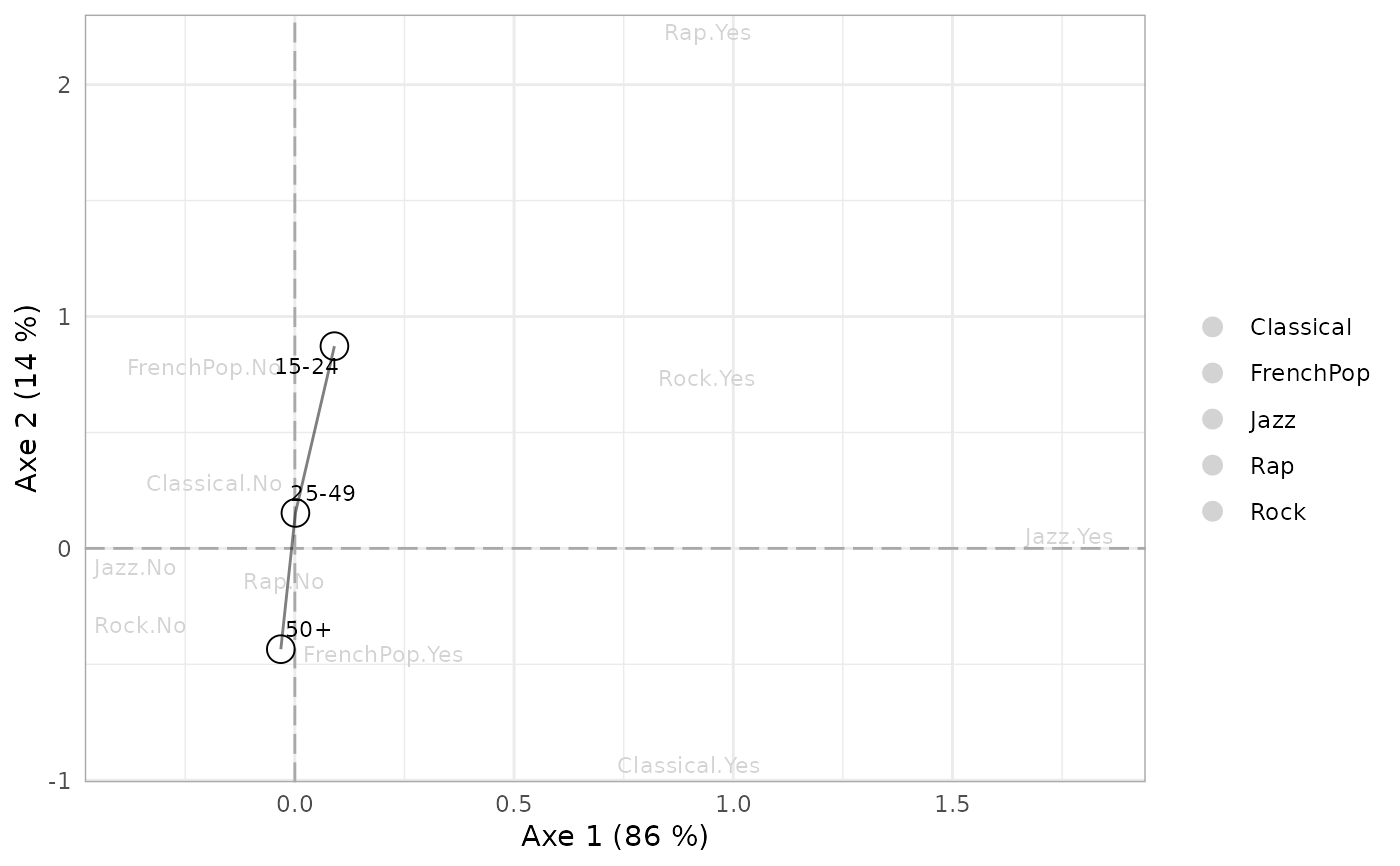 Rap.Yes
2
1
FrenchPop.No
15-24
Rock.Yes
Classical.No
25-49
0
Jazz.Yes
Jazz.No
Rap.No
Rock.No
50+
FrenchPop.Yes
Classical.Yes
-1
0.0 0.5 1.0 1.5
Axe 1 (86 %)
Axe 2 (14 %)
Classical
FrenchPop
Jazz
Rap
Rock